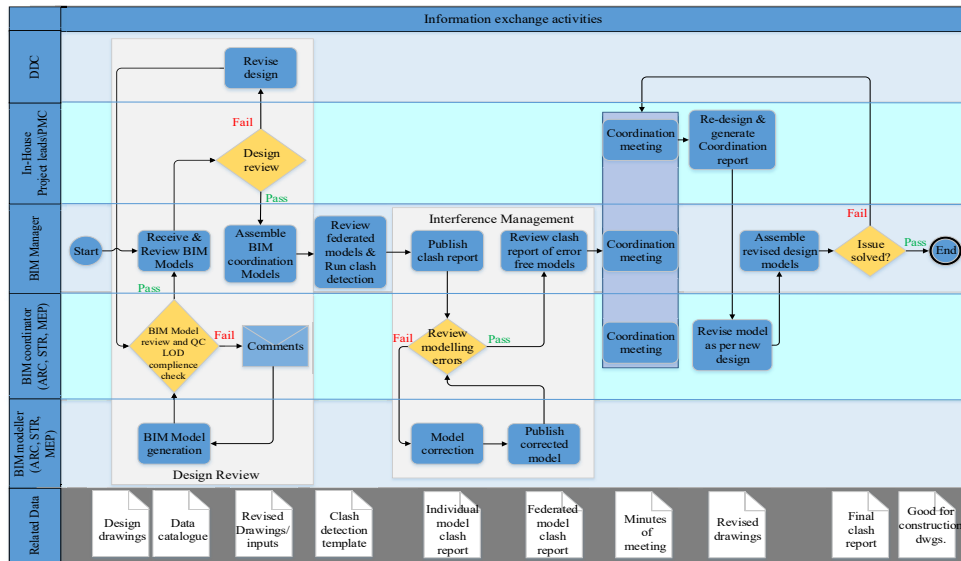 Information exchange activities
DDC
Revise
design
Fail
In-House
Project leads\PMC
Design
review
Pass
Coordination
meeting
Re-design &
generate
Coordination
report
BIM Manager
Start
Receive &
Review BIM
Models
Assemble
BIM
coordination
Models
Review
federated
models &
Run clash
detection
Interference Management
Publish
clash report
Review clash
report of error
free models
Coordination
meeting
Assemble
revised design
models
Fail
Issue
solved?
Pass
End
BIM coordinator
(ARC, STR, MEP)
Pass
BIM Model
review and QC
LOD
complience
check
Fail
Comments
Fail
Review
modelling
errors
Pass
Coordination
meeting
Revise model
as per new
design
BIM modeller
(ARC, STR,
MEP)
BIM Model
generation
Design Review
Model
correction
Publish
corrected
model
Related Data
Design
drawings
Data
catalogue
Revised
Drawings/
inputs
Clash
detection
template
Individual
model clash
report
Federated
model clash
report
Minutes
of
meeting
Revised
drawings
Final clash
report
Good for
construction
dwgs.